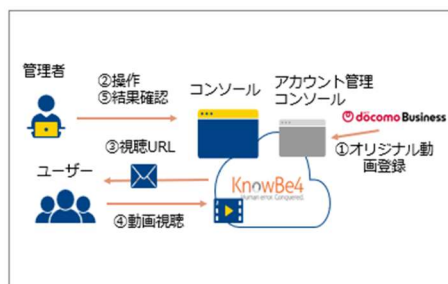 管理者
②操作
⑤結果確認
コンソール
アカウント管理
コンソール
döcomo Business
①オリジナル動
画登録
③視聴URL
ユーザー
KnowBe4
Human error. Conquered.
④動画視聴